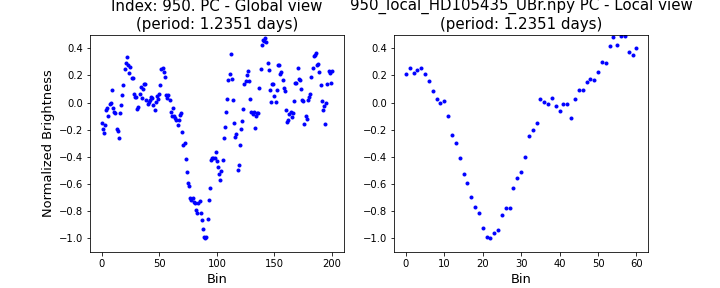 Index: 950. PC - Global view
(period: 1.2351 days)
950_local_HD105435_UBr.npy PC - Local view
(period: 1.2351 days)
Normalized Brightness
0.4
0.2
0.0
−0.2
−0.4
−0.6
−0.8
−1.0
0 50 100 150 200
Bin
0.4
0.2
0.0
−0.2
−0.4
−0.6
−0.8
−1.0
0 10 20 30 40 50 60
Bin